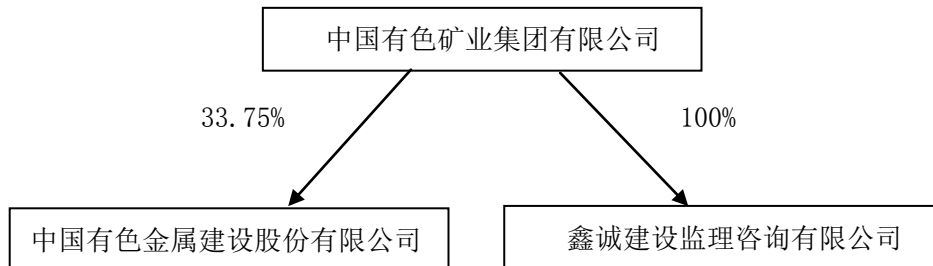 中国有色矿业集团有限公司
33.75%
100%
中国有色金属建设股份有限公司
鑫诚建设监理咨询有限公司